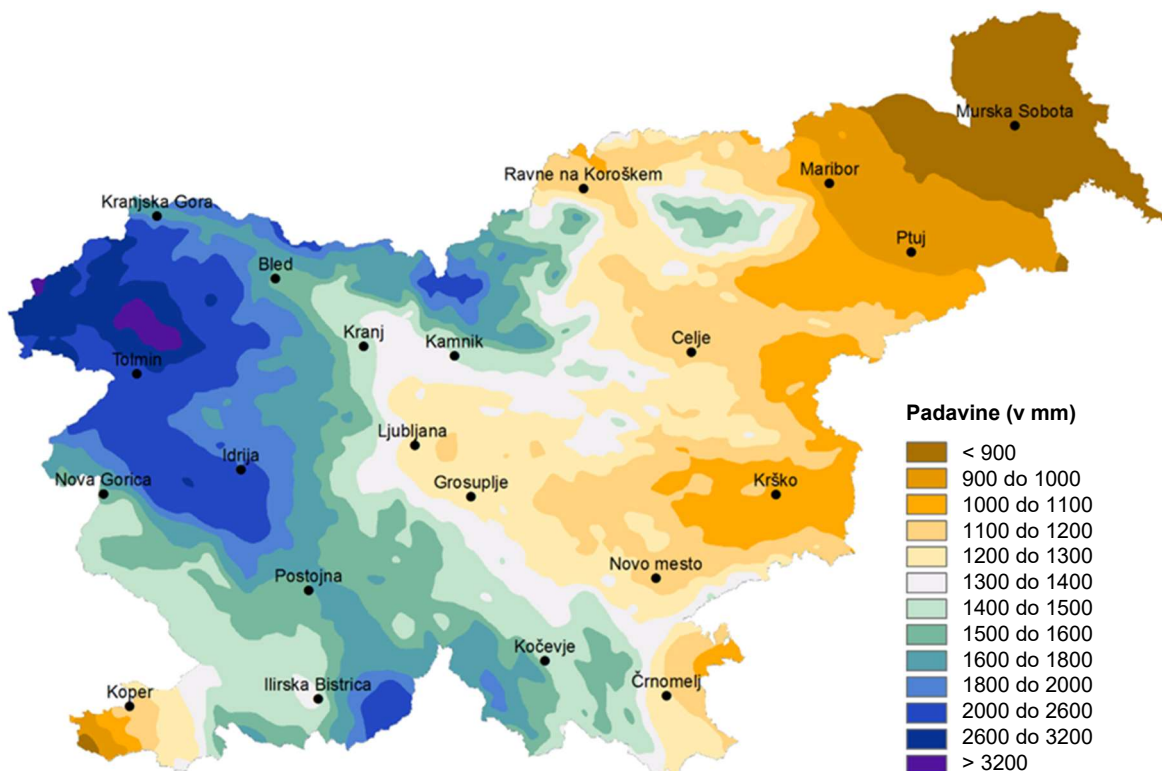 Murska Sobota
Ravne na Koroškem
Maribor
Kranjska Gora
Ptuj
Bled
Kranj
Kamnik
Celje
Tolmin
Ljubljana
Idrija
Nova Gorica
Grosuplje
Krško
Novo mesto
Postojna
Kočevje
Ilirska Bistrica
Črnomelj
Koper
Padavine (v mm)
< 900
900 do 1000
1000 do 1100
1100 do 1200
1200 do 1300
1300 do 1400
1400 do 1500
1500 do 1600
1600 do 1800
1800 do 2000
2000 do 2600
2600 do 3200
> 3200